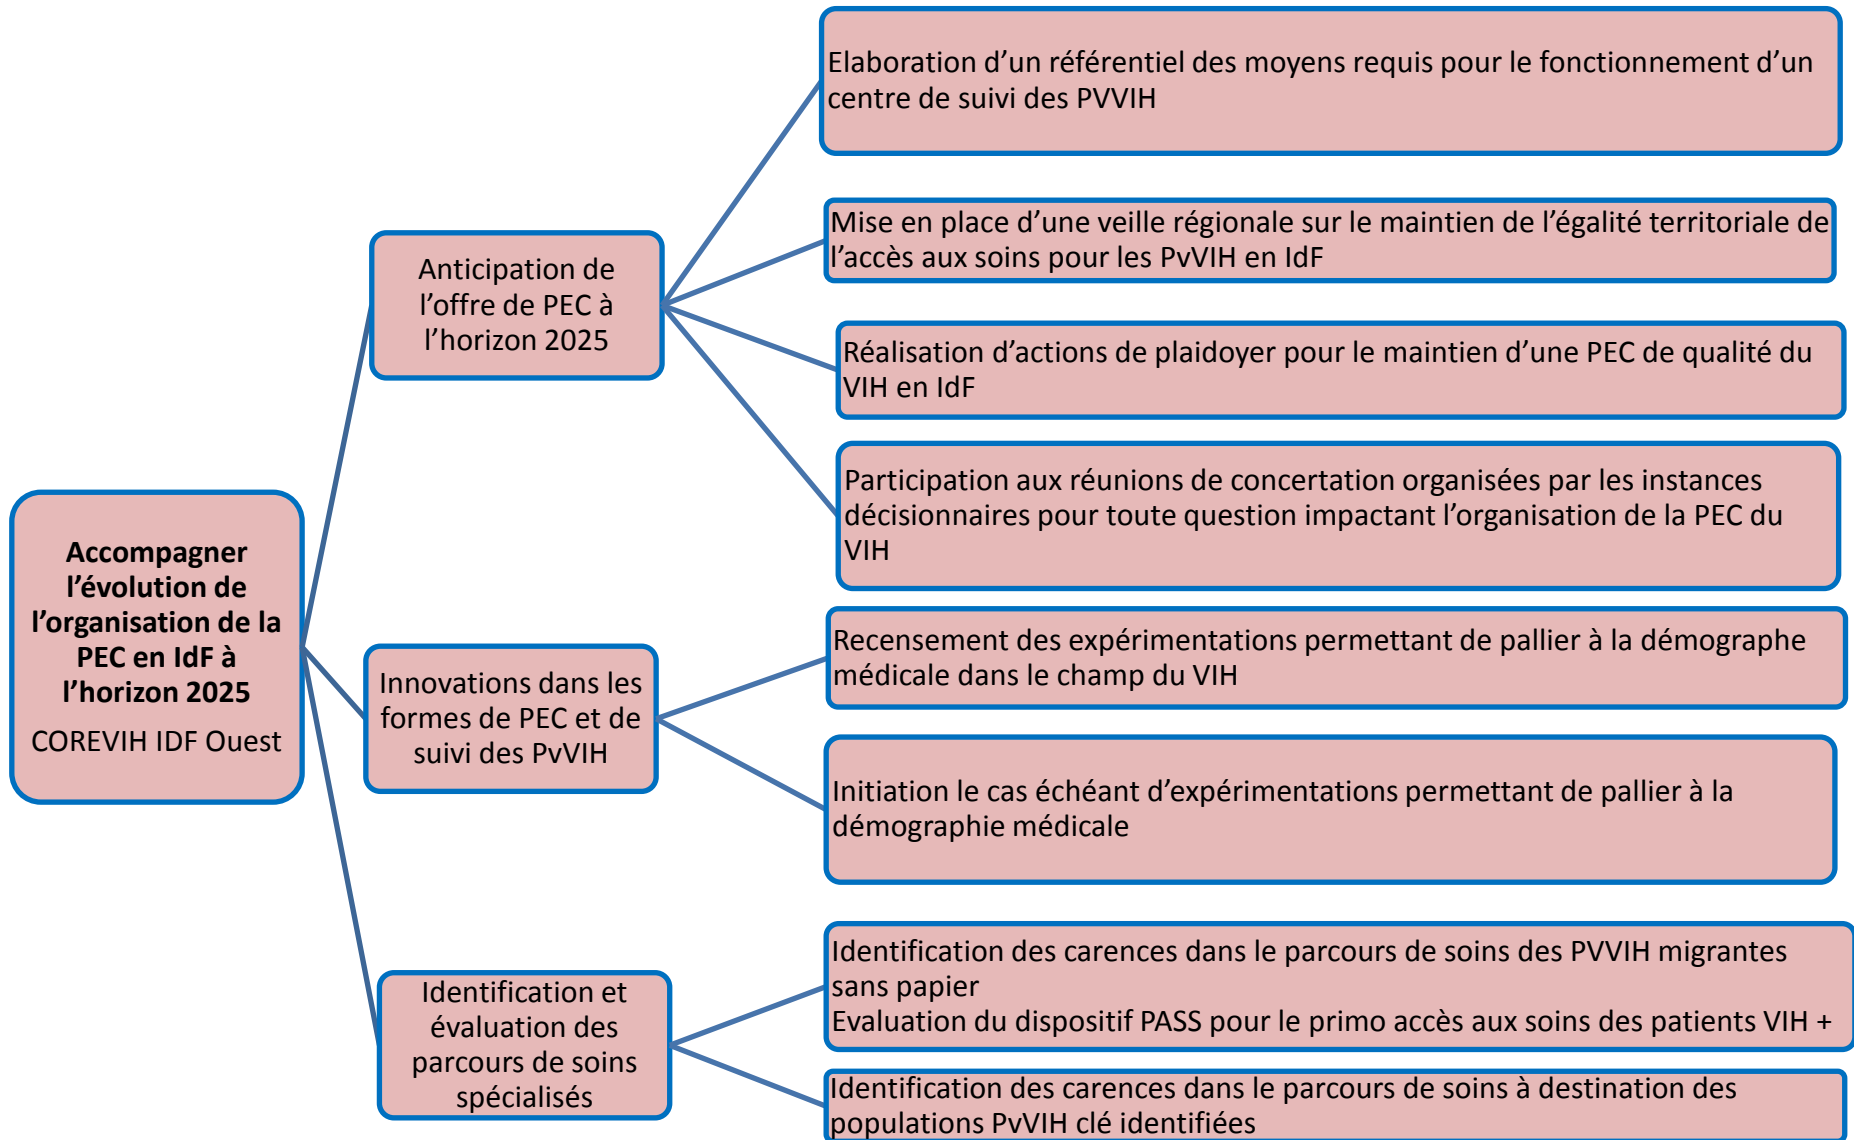 Accompagner
l’évolution de
l’organisation de la
PEC en IdF à
l’horizon 2025
COREVIH IDF Ouest
Anticipation de
l’offre de PEC à
l’horizon 2025
Elaboration d’un référentiel des moyens requis pour le fonctionnement d’un
centre de suivi des PVVIH
Mise en place d’une veille régionale sur le maintien de l’égalité territoriale de
l’accès aux soins pour les PvVIH en IdF
Réalisation d’actions de plaidoyer pour le maintien d’une PEC de qualité du
VIH en IdF
Participation aux réunions de concertation organisées par les instances
décisionnaires pour toute question impactant l’organisation de la PEC du
VIH
Innovations dans les
formes de PEC et de
suivi des PvVIH
Recensement des expérimentations permettant de pallier à la démographe
médicale dans le champ du VIH
Initiation le cas échéant d’expérimentations permettant de pallier à la
démographie médicale
Identification et
évaluation des
parcours de soins
spécialisés
Identification des carences dans le parcours de soins des PVVIH migrantes
sans papier
Evaluation du dispositif PASS pour le primo accès aux soins des patients VIH +
Identification des carences dans le parcours de soins à destination des
populations PvVIH clé identifiées